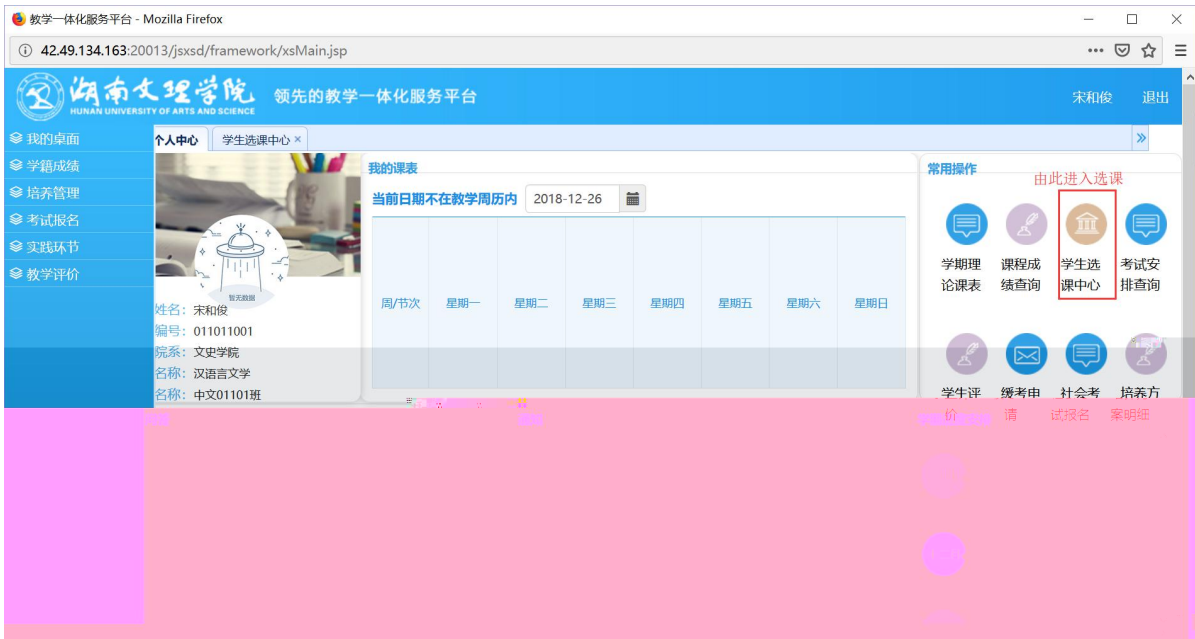 教学一体化服务平台 - Mozilla Firefox
42.49.134.163:20013/jsxsd/framework/xsMain.jsp
湖南文理学院
HUNAN UNIVERSITY OF ARTS AND SCIENCE
领先的教学一体化服务平台
宋和俊 退出
我的桌面
学籍成绩
培养管理
考试报名
实践环节
教学评价
个人中心 学生选课中心 ×
暂无数据
姓名：宋和俊
编号：011011001
院系：文史学院
名称：汉语言文学
名称：中文01101班
我的课表
当前日期不在教学周历内 2018-12-26
周/节次 星期一 星期二 星期三 星期四 星期五 星期六 星期日
常用操作
由此进入选课
学期理论课表
课程成绩查询
学生选课中心
考试安排查询
学生评价
缓考申请
社会考试报名
培养方案明细